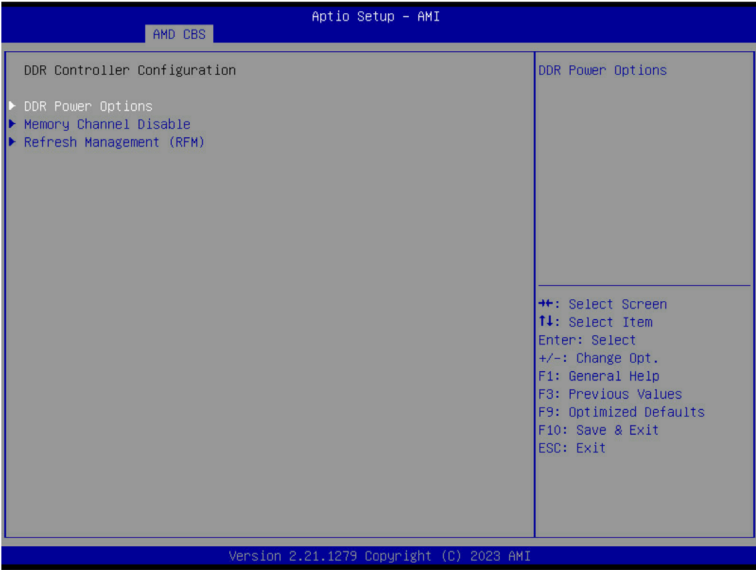 Aptio Setup – AMI
AMD CBS
DDR Controller Configuration
DDR Power Options
Memory Channel Disable
Refresh Management (RFM)
DDR Power Options
→←: Select Screen
↑↓: Select Item
Enter: Select
+/-: Change Opt.
F1: General Help
F3: Previous Values
F9: Optimized Defaults
F10: Save & Exit
ESC: Exit
Version 2.21.1279 Copyright (C) 2023 AMI